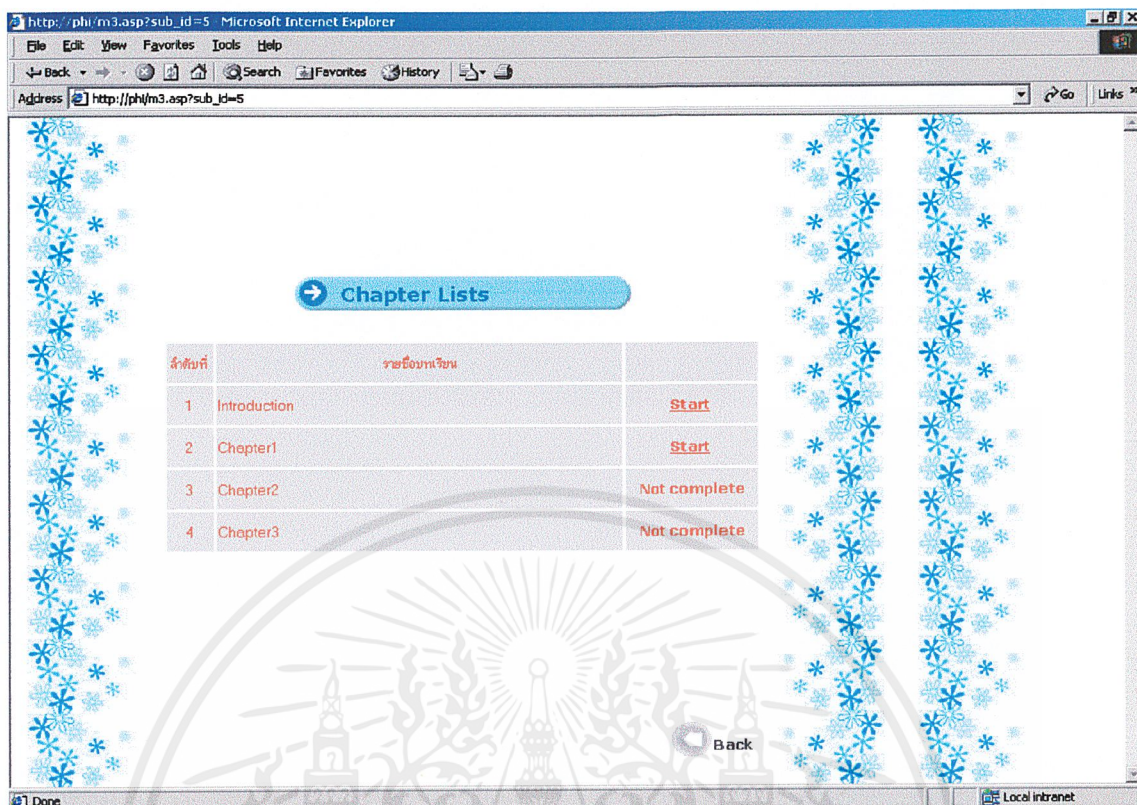 http://phi/m3.asp?sub_id=5 - Microsoft Internet Explorer
File Edit View Favorites Tools Help
Back Search Favorites History
Address http://phi/m3.asp?sub_id=5 Go Links »
Chapter Lists
ลำดับที่ รายชื่อบทเรียน
1 Introduction Start
2 Chapter1 Start
3 Chapter2 Not complete
4 Chapter3 Not complete
Back
Done Local intranet